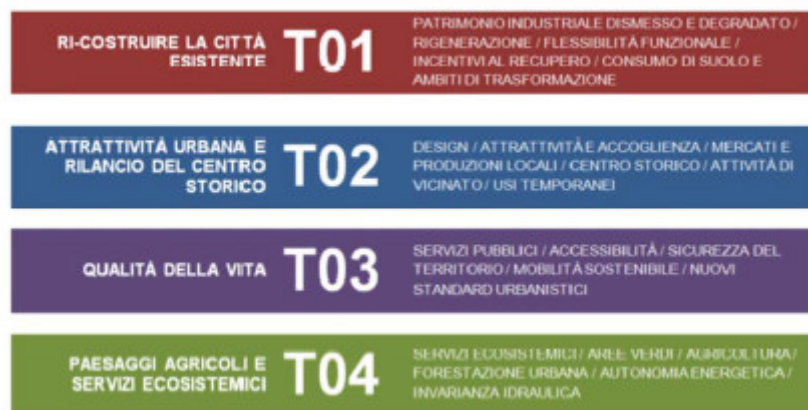 RI-COSTRUIRE LA CITTÀ
ESISTENTE
T01
PATRIMONIO INDUSTRIALE DISMESSO E DEGRADATO /
RIGENERAZIONE / FLESSIBILITÀ FUNZIONALE /
INCENTIVI AL RECUPERO / CONSUMO DI SUOLO E
AMBITI DI TRASFORMAZIONE
ATTRATTIVITÀ URBANA E
RILANCIO DEL CENTRO
STORICO
T02
DESIGN / ATTRATTIVITÀ E ACCOGLIENZA / MERCATI E
PRODUZIONI LOCALI / CENTRO STORICO / ATTIVITÀ DI
VICINATO / USI TEMPORANEI
QUALITÀ DELLA VITA
T03
SERVIZI PUBBLICI / ACCESSIBILITÀ / SICUREZZA DEL
TERRITORIO / MOBILITÀ SOSTENIBILE / NUOVI
STANDARD URBANISTICI
PAESAGGI AGRICOLI E
SERVIZI ECOSISTEMICI
T04
SERVIZI ECOSISTEMICI / AREE VERDI / AGRICOLTURA /
FORESTAZIONE URBANA / AUTONOMIA ENERGETICA /
INVARIANZA IDRAULICA